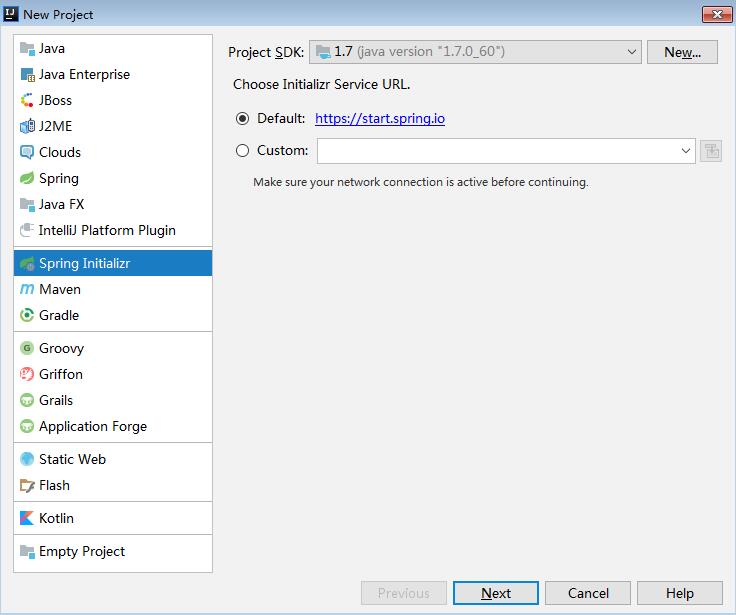 New Project
Java
Java Enterprise
JBoss
J2ME
Clouds
Spring
Java FX
IntelliJ Platform Plugin
Spring Initializr
Maven
Gradle
Groovy
Griffon
Grails
Application Forge
Static Web
Flash
Kotlin
Empty Project
Project SDK: 1.7 (java version "1.7.0_60") New...
Choose Initializr Service URL.
Default: https://start.spring.io
Custom:
Make sure your network connection is active before continuing.
Previous Next Cancel Help